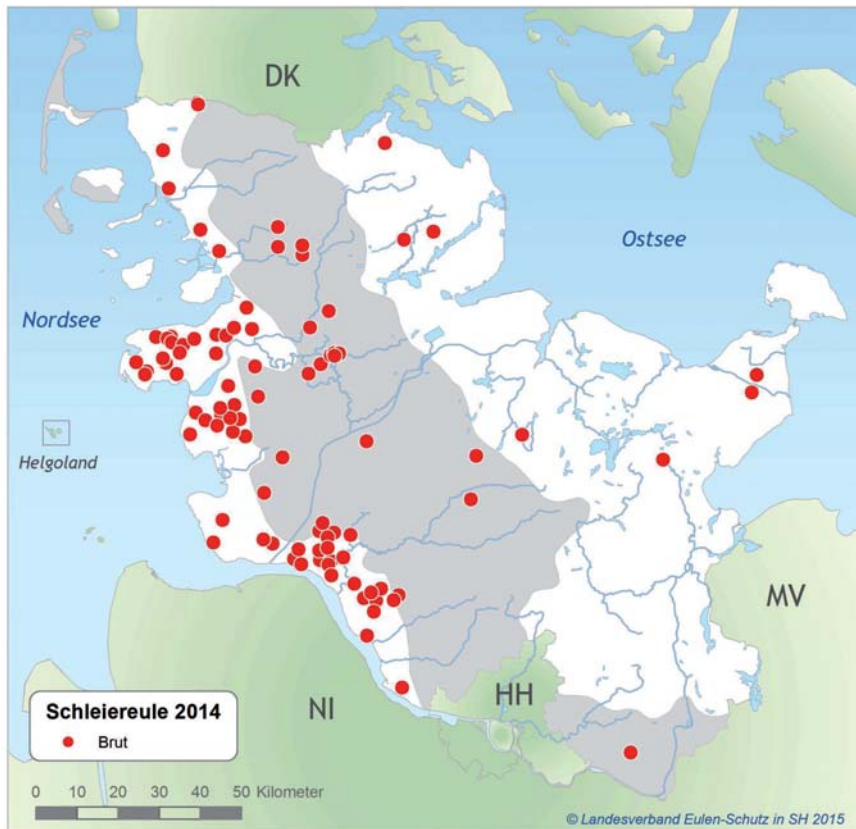 DK
Ostsee
Nordsee
Helgoland
MV
HH
NI
Schleiereule 2014
Brut
0 10 20 30 40 50 Kilometer
© Landesverband Eulen-Schutz in SH 2015